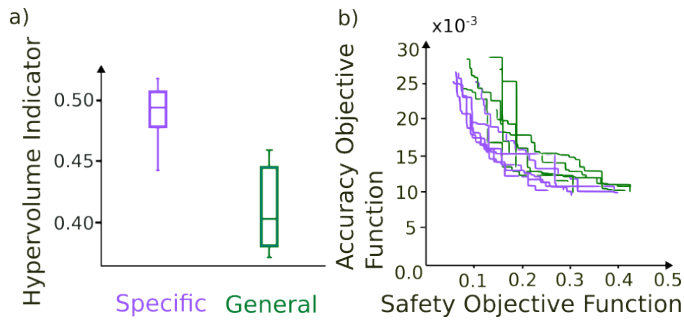 a)
Hypervolume Indicator
0.50
0.45
0.40
Specific
General
b)
x10⁻³
Accuracy Objective
Function
30
25
20
15
10
5
0.0
0.1
0.2
0.3
0.4
0.5
Safety Objective Function